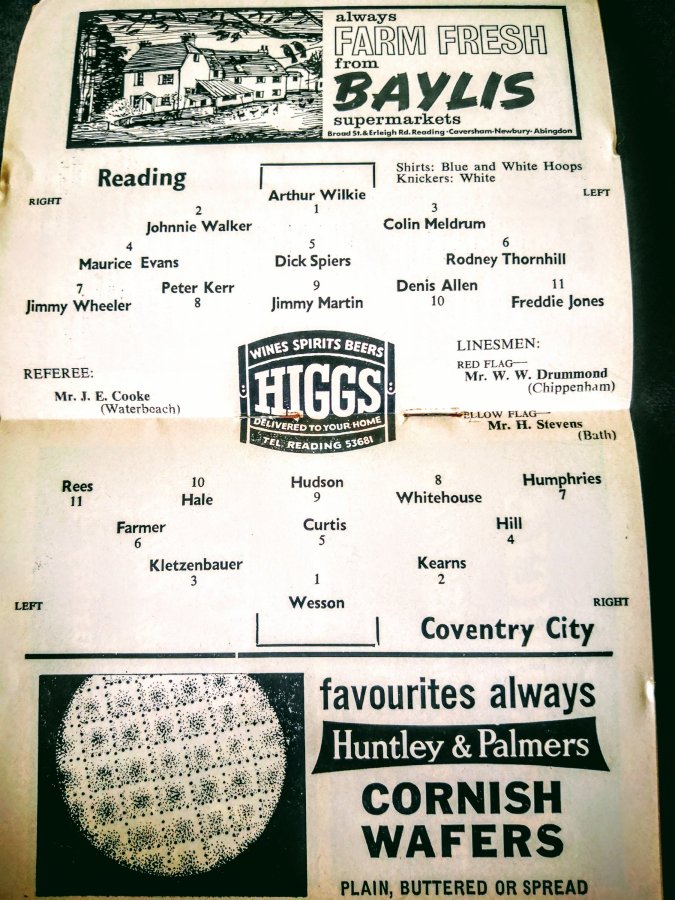 always
FARM FRESH
from
BAYLIS
supermarkets
Broad St. & Erleigh Rd. Reading - Caversham - Newbury - Abingdon
Reading
Shirts: Blue and White Hoops
Knickers: White
RIGHT
LEFT
Arthur Wilkie
1
2
Johnnie Walker
3
Colin Meldrum
4
Maurice Evans
5
Dick Spiers
6
Rodney Thornhill
7
Jimmy Wheeler
Peter Kerr
8
9
Jimmy Martin
Denis Allen
10
11
Freddie Jones
REFEREE:
Mr. J. E. Cooke
(Waterbeach)
WINES SPIRITS BEERS
HIGGS
DELIVERED TO YOUR HOME
TEL. READING 53681
LINESMEN:
RED FLAG—
Mr. W. W. Drummond
(Chippenham)
ELLOW FLAG—
Mr. H. Stevens
(Bath)
Rees
11
10
Hale
Hudson
9
8
Whitehouse
Humphries
7
Farmer
6
Curtis
5
Hill
4
Kletzenbauer
3
1
Wesson
Kearns
2
LEFT
RIGHT
Coventry City
favourites always
Huntley & Palmers
CORNISH
WAFERS
PLAIN, BUTTERED OR SPREAD